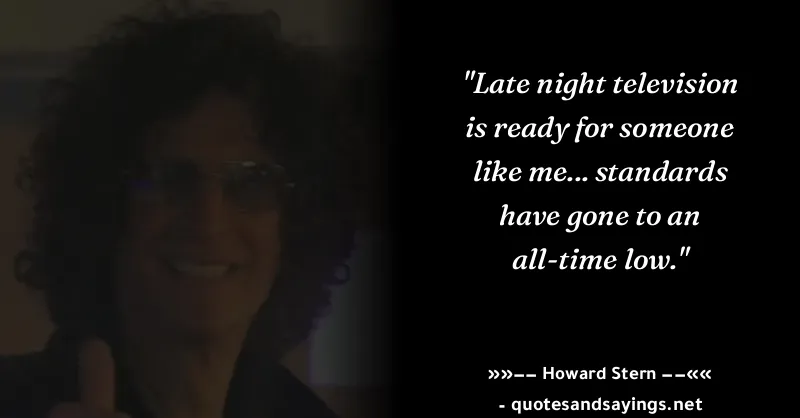 "Late night television
is ready for someone
like me... standards
have gone to an
all-time low."
»»–– Howard Stern ––««
- quotesandsayings.net